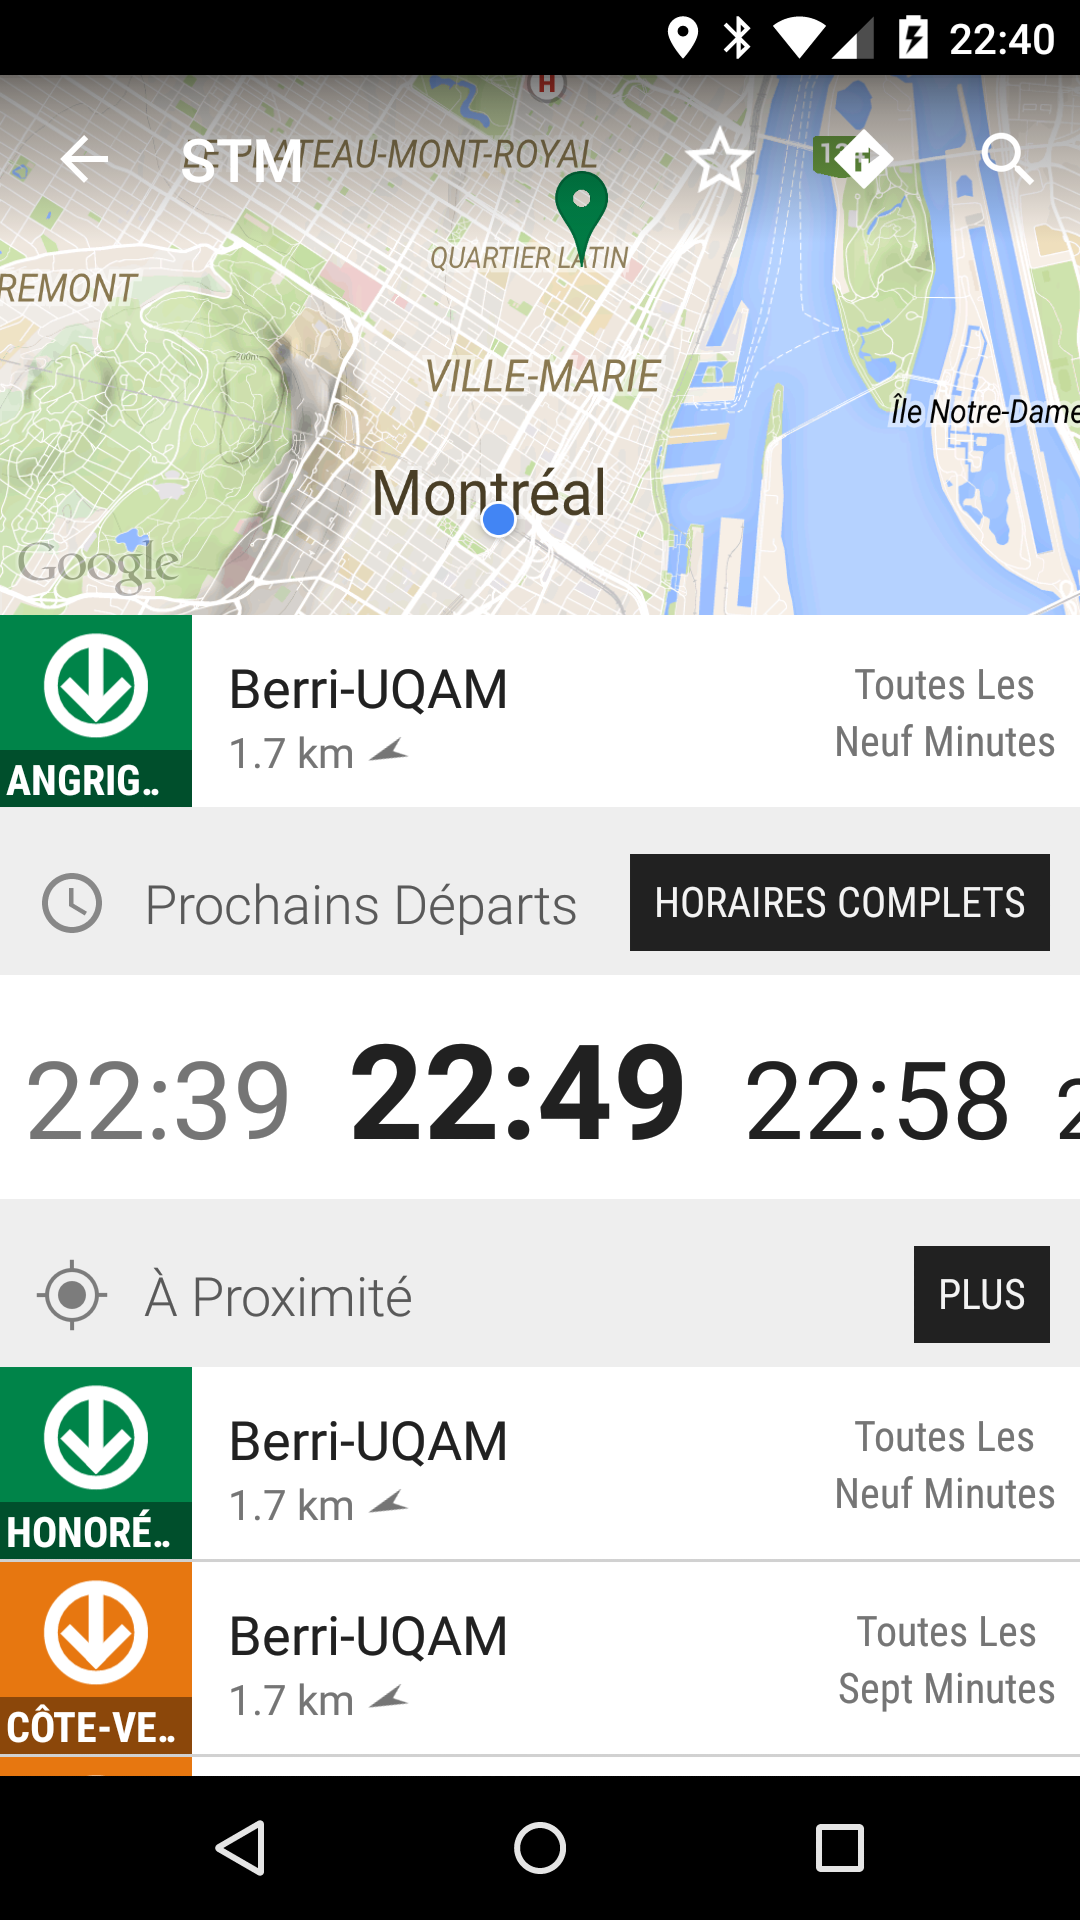 22:40
H
STM
LE PLATEAU-MONT-ROYAL
QUARTIER LATIN
REMONT
VILLE-MARIE
Île Notre-Dame
Montréal
Google
Berri-UQAM
1.7 km
Toutes Les
Neuf Minutes
ANGRIG..
Prochains Départs
HORAIRES COMPLETS
22:39
22:49
22:58
À Proximité
PLUS
Berri-UQAM
1.7 km
Toutes Les
Neuf Minutes
HONORÉ..
Berri-UQAM
1.7 km
Toutes Les
Sept Minutes
CÔTE-VE..